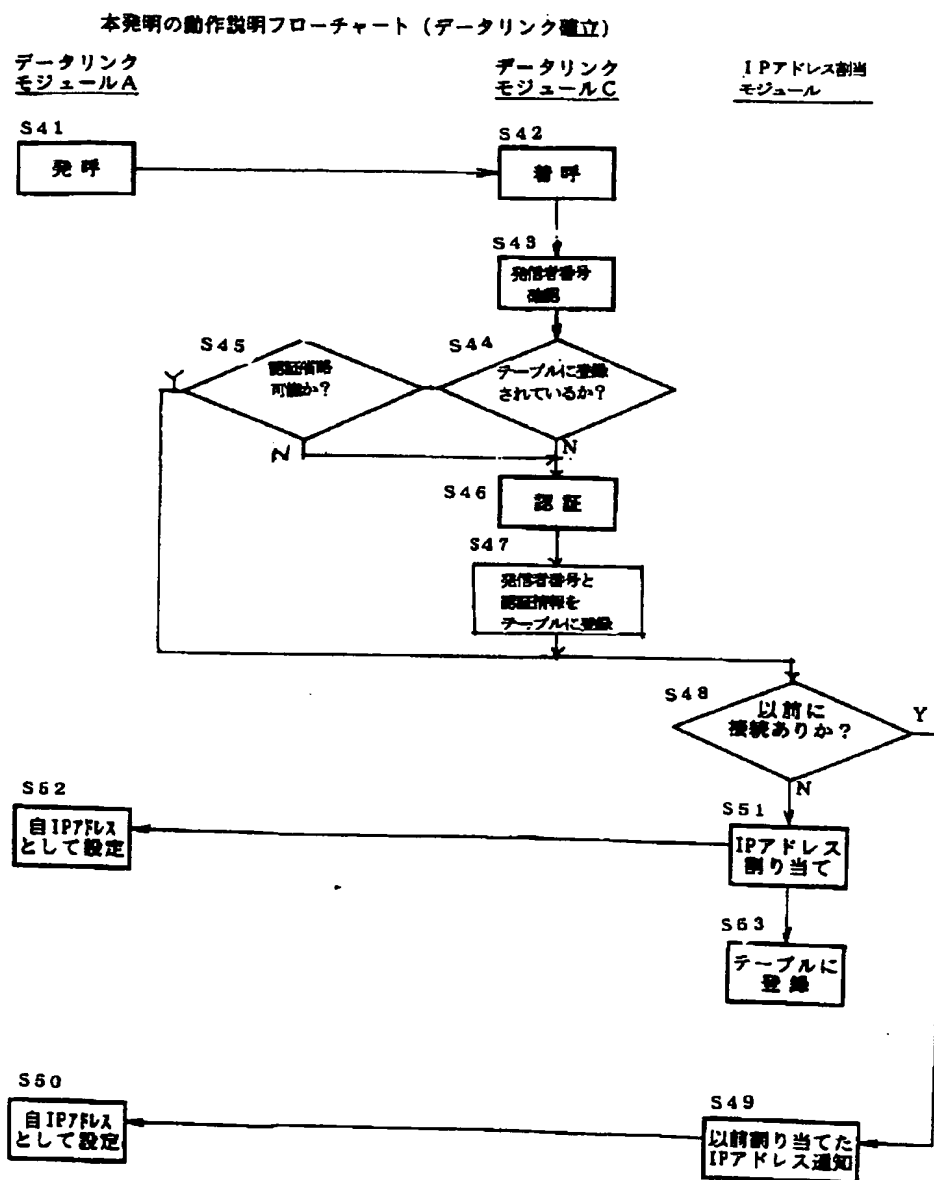 本発明の動作説明フローチャート（データリンク確立）
データリンク
モジュールA
データリンク
モジュールC
IPアドレス割当
モジュール
S41
発呼
S42
着呼
S43
発信者番号
確認
S44
テーブルに登録
されているか？
S45
認証省略
可能か？
Y
N
N
S46
認証
S47
発信者番号と
認証情報を
テーブルに登録
S48
以前に
接続ありか？
Y
N
S52
自IPアドレス
として設定
S51
IPアドレス
割り当て
S53
テーブルに
登録
S50
自IPアドレス
として設定
S49
以前割り当てた
IPアドレス通知